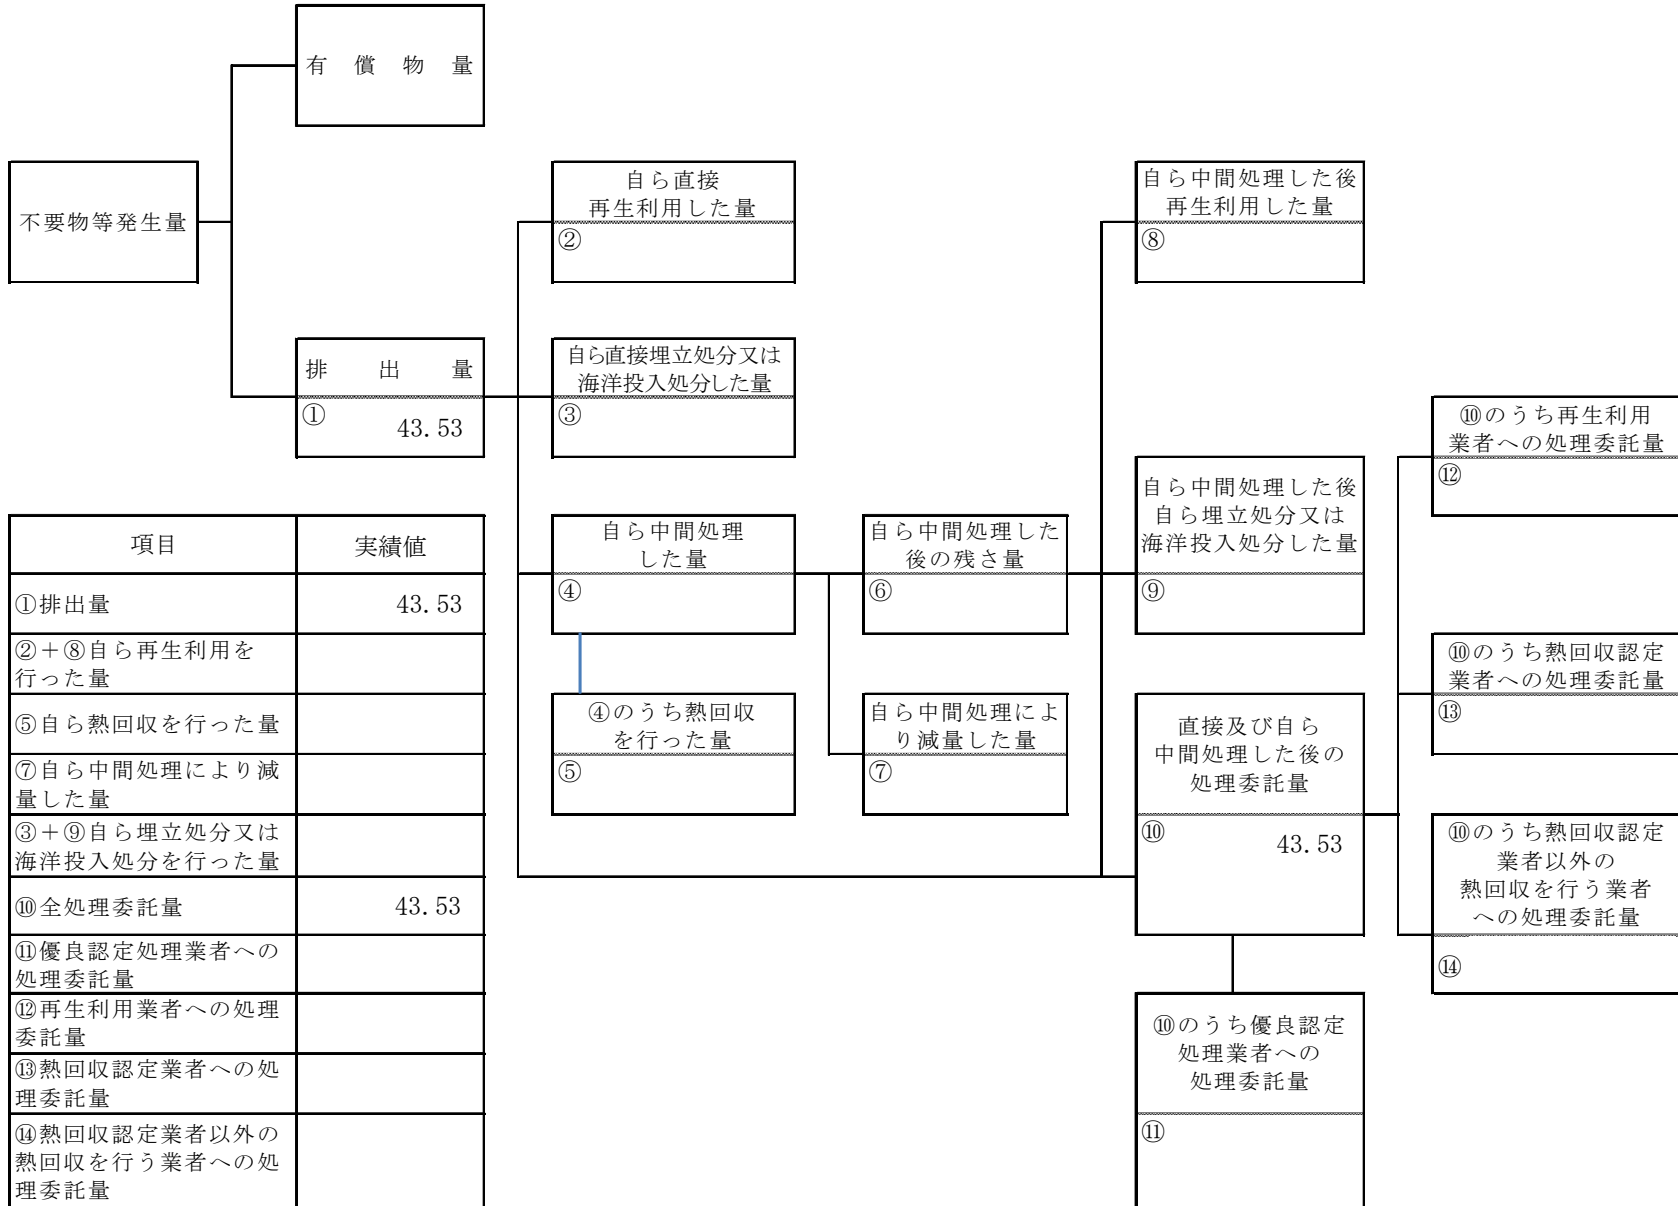 有償物量
不要物等発生量
自ら直接
再生利用した量
②
自ら中間処理した後
再生利用した量
⑧
排出量
①
43.53
自ら直接埋立処分又は
海洋投入処分した量
③
⑩のうち再生利用
業者への処理委託量
⑫
自ら中間処理した後
自ら埋立処分又は
海洋投入処分した量
⑨
自ら中間処理
した量
④
自ら中間処理した
後の残さ量
⑥
⑩のうち熱回収認定
業者への処理委託量
⑬
④のうち熱回収
を行った量
⑤
自ら中間処理によ
り減量した量
⑦
直接及び自ら
中間処理した後の
処理委託量
⑩
43.53
⑩のうち熱回収認定
業者以外の
熱回収を行う業者
への処理委託量
⑭
⑩のうち優良認定
処理業者への
処理委託量
⑪
項目 実績値
①排出量 43.53
②+⑧自ら再生利用を
行った量
⑤自ら熱回収を行った量
⑦自ら中間処理により減
量した量
③+⑨自ら埋立処分又は
海洋投入処分を行った量
⑩全処理委託量 43.53
⑪優良認定処理業者への
処理委託量
⑫再生利用業者への処理
委託量
⑬熱回収認定業者への処
理委託量
⑭熱回収認定業者以外の
熱回収を行う業者への処
理委託量